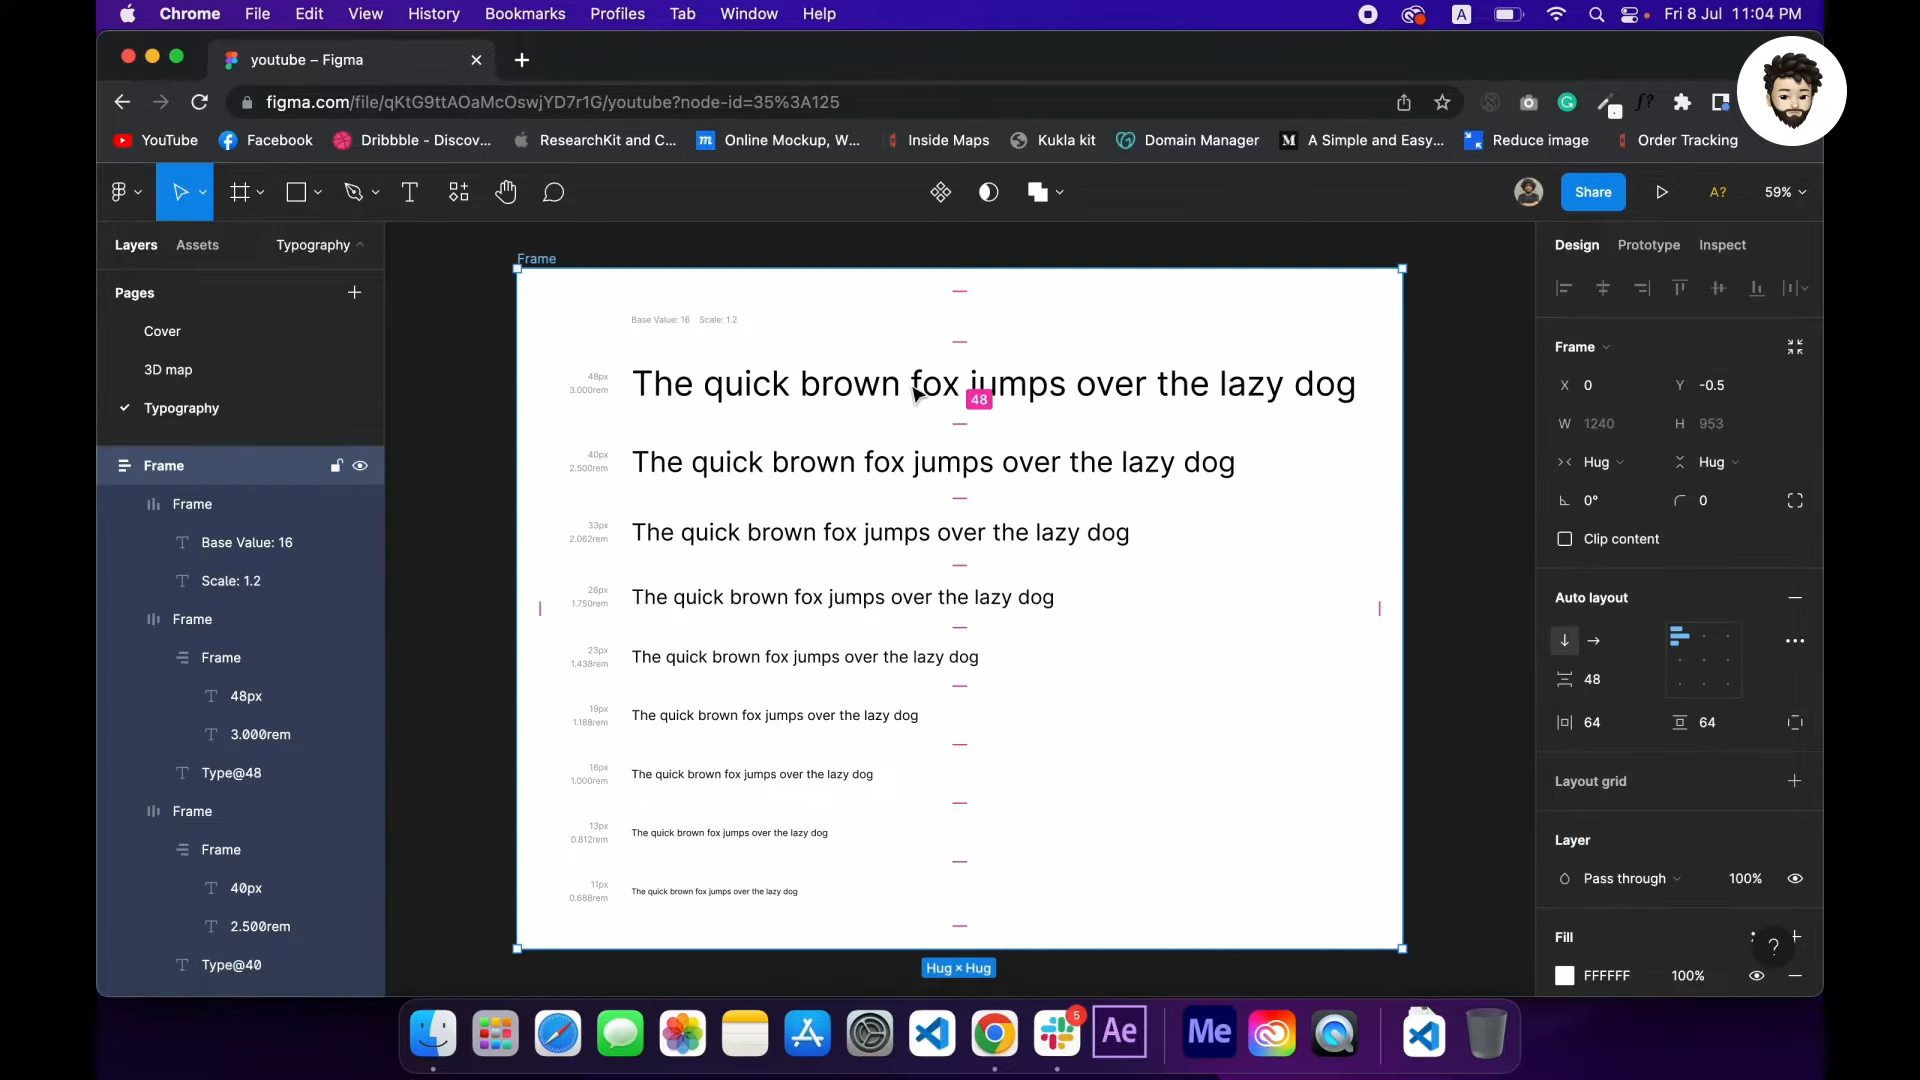 Chrome File Edit View History Bookmarks Profiles Tab Window Help A Fri 8 Jul 11:04 PM
youtube – Figma
figma.com/file/qKtG9ttAOaMcOswjYD7r1G/youtube?node-id=35%3A125 f?
YouTube Facebook Dribbble - Discov... ResearchKit and C... m Online Mockup, W... Inside Maps Kukla kit Domain Manager M A Simple and Easy,... Reduce image Order Tracking
Share A? 59%
Layers Assets Typography
Pages
Cover
3D map
Typography
Frame
Frame
Base Value: 16
Scale: 1.2
Frame
Frame
48px
3.000rem
Type@48
Frame
Frame
40px
2.500rem
Type@40
Frame
Base Value: 16 Scale: 1.2
48px
3.000rem
The quick brown fox jumps over the lazy dog
48
40px
2.500rem
The quick brown fox jumps over the lazy dog
33px
2.062rem
The quick brown fox jumps over the lazy dog
28px
1.750rem
The quick brown fox jumps over the lazy dog
23px
1.438rem
The quick brown fox jumps over the lazy dog
19px
1.188rem
The quick brown fox jumps over the lazy dog
16px
1.000rem
The quick brown fox jumps over the lazy dog
13px
0.812rem
The quick brown fox jumps over the lazy dog
11px
0.688rem
The quick brown fox jumps over the lazy dog
Hug × Hug
Design Prototype Inspect
Frame
X 0 Y -0.5
W 1240 H 953
Hug Hug
0° 0
Clip content
Auto layout
48
64 64
Layout grid
Layer
Pass through 100%
Fill
?
FFFFFF 100%
5
Ae Me